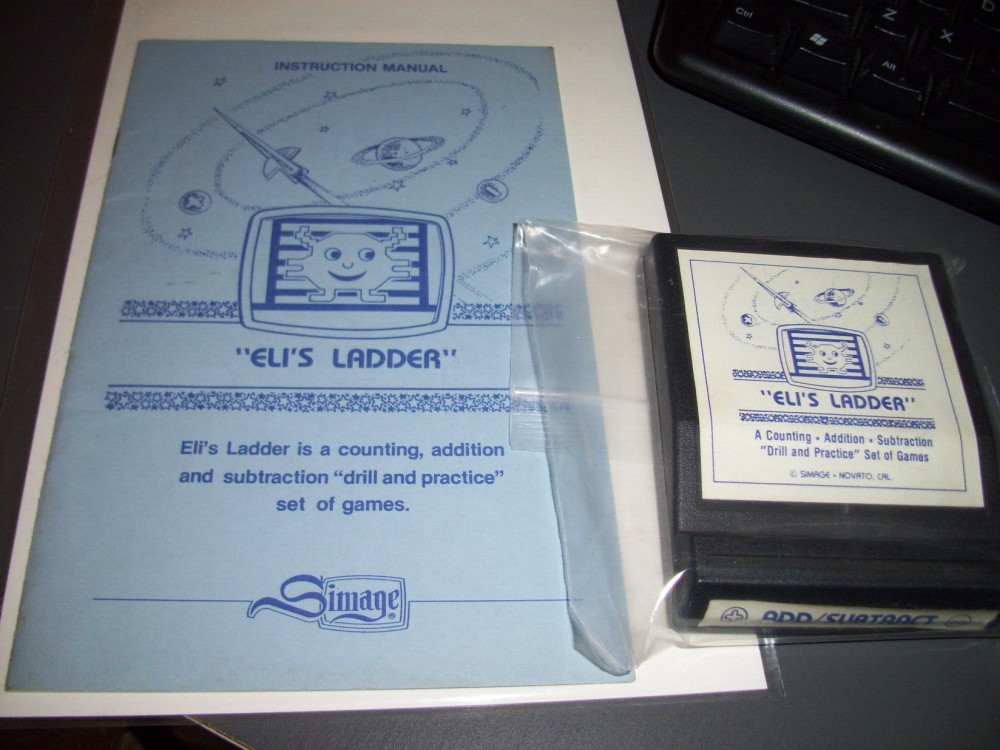 INSTRUCTION MANUAL
"ELI'S LADDER"
Eli's Ladder is a counting, addition
and subtraction "drill and practice"
set of games.
Simage®
"ELI'S LADDER"
A Counting • Addition • Subtraction
"Drill and Practice" Set of Games
© SIMAGE • NOVATO, CAL.
ADD/SUBTRACT
Ctrl
Alt
Z
X
D